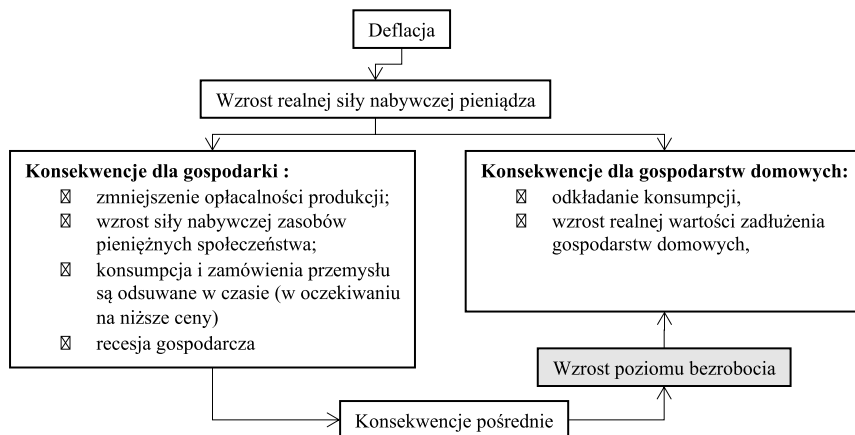 Deflacja
Wzrost realnej siły nabywczej pieniądza
Konsekwencje dla gospodarki :
zmniejszenie opłacalności produkcji;
wzrost siły nabywczej zasobów
pieniężnych społeczeństwa;
konsumpcja i zamówienia przemysłu
są odsuwane w czasie (w oczekiwaniu
na niższe ceny)
recesja gospodarcza
Konsekwencje dla gospodarstw domowych:
odkładanie konsumpcji,
wzrost realnej wartości zadłużenia
gospodarstw domowych,
Wzrost poziomu bezrobocia
Konsekwencje pośrednie